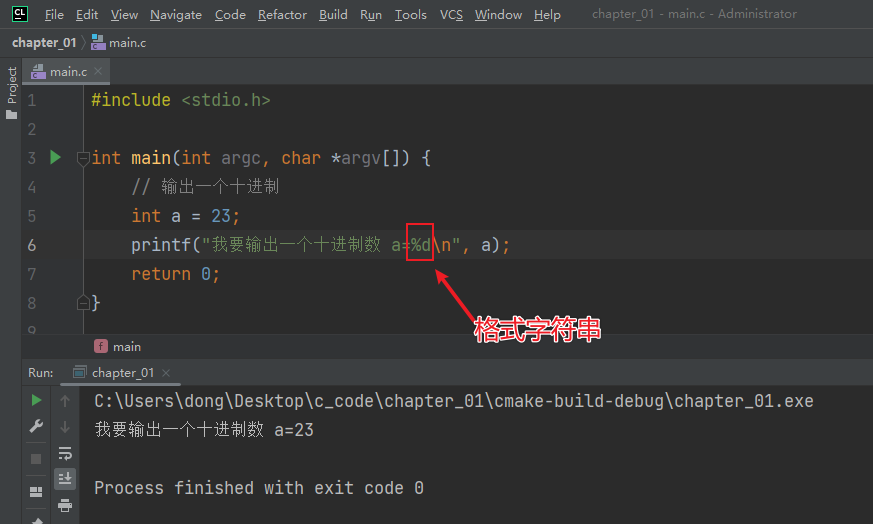 CL File Edit View Navigate Code Refactor Build Run Tools VCS Window Help chapter_01 - main.c - Administrator
chapter_01 main.c
Project
main.c
1 #include <stdio.h>
2
3 int main(int argc, char *argv[]) {
4 // 输出一个十进制
5 int a = 23;
6 printf("我要输出一个十进制数 a=%d\n", a);
7 return 0;
8 }
9
格式字符串
f main
Run: chapter_01
C:\Users\dong\Desktop\c_code\chapter_01\cmake-build-debug\chapter_01.exe
我要输出一个十进制数 a=23
Process finished with exit code 0